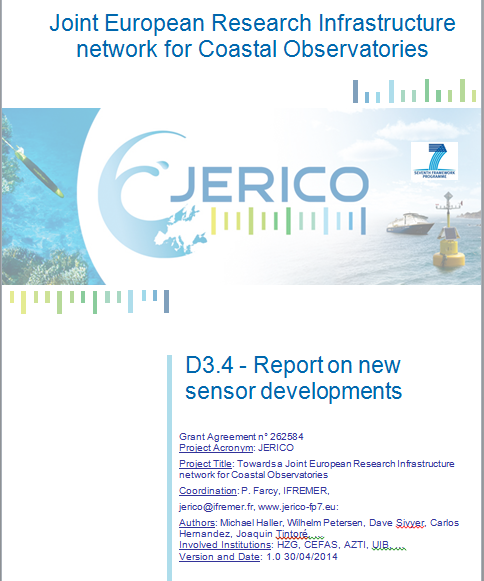 Joint European Research Infrastructure
network for Coastal Observatories
JERICO
7
SEVENTH FRAMEWORK
PROGRAMME
D3.4 - Report on new
sensor developments
Grant Agreement n° 262584
Project Acronym: JERICO
Project Title: Towards a Joint European Research Infrastructure
network for Coastal Observatories
Coordination: P. Farcy, IFREMER,
jerico@ifremer.fr, www.jerico-fp7.eu:
Authors: Michael Haller, Wilhelm Petersen, Dave Sivyer, Carlos
Hernandez, Joaquin Tintoré,....
Involved Institutions: HZG, CEFAS, AZTI, UIB,....
Version and Date: 1.0 30/04/2014